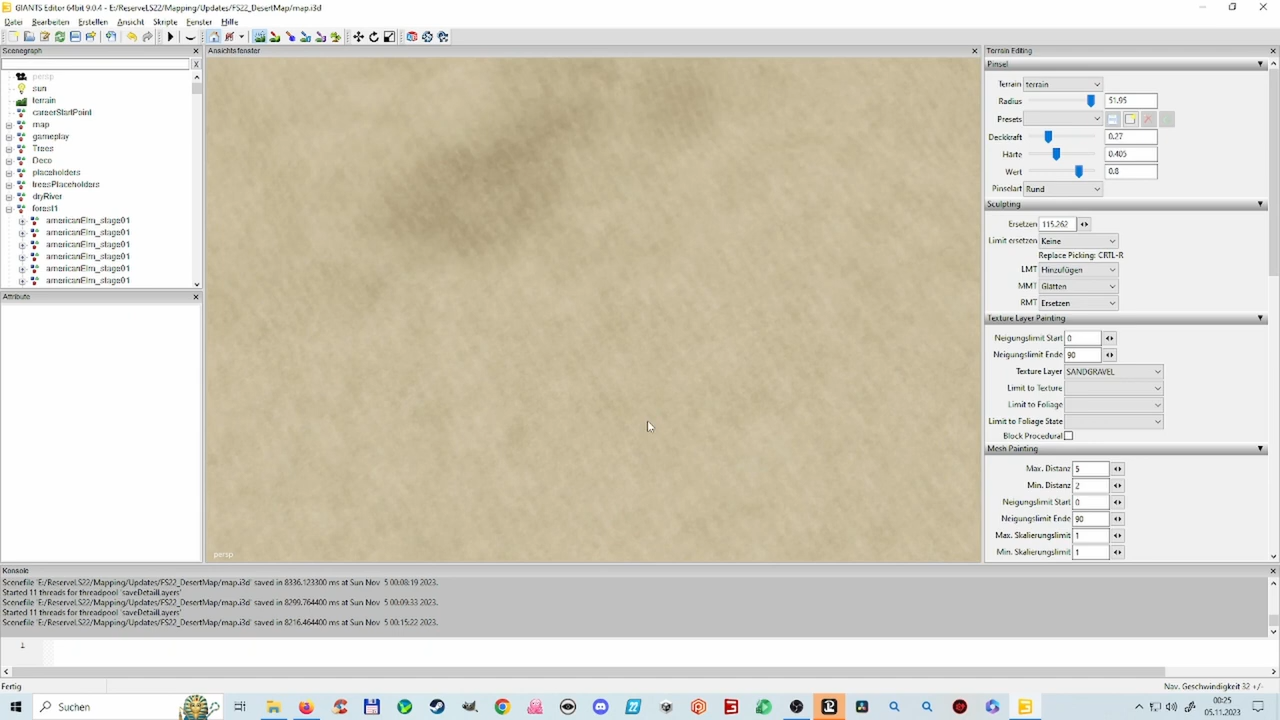 GIANTS Editor 64bit 9.0.4 - E:/ReserveLS22/Mapping/Updates/FS22_DesertMap/map.i3d
Datei Bearbeiten Erstellen Ansicht Skripte Fenster Hilfe
Scenegraph
X
persp
sun
terrain
careerStartPoint
map
gameplay
Trees
Deco
placeholders
treesPlaceholders
dryRiver
forest1
americanElm_stage01
americanElm_stage01
americanElm_stage01
americanElm_stage01
americanElm_stage01
americanElm_stage01
Attribute
Ansichtsfenster
persp
Terrain Editing
Pinsel
Terrain terrain
Radius 51.95
Presets
Deckkraft 0.27
Härte 0.405
Wert 0.8
Pinselart Rund
Sculpting
Ersetzen 115.262
Limit ersetzen Keine
Replace Picking: CRTL-R
LMT Hinzufügen
MMT Glätten
RMT Ersetzen
Texture Layer Painting
Neigungslimit Start 0
Neigungslimit Ende 90
Texture Layer SANDGRAVEL
Limit to Texture
Limit to Foliage
Limit to Foliage State
Block Procedural
Mesh Painting
Max. Distanz 5
Min. Distanz 2
Neigungslimit Start 0
Neigungslimit Ende 90
Max. Skalierungslimit 1
Min. Skalierungslimit 1
Konsole
Scenefile 'E:/ReserveLS22/Mapping/Updates/FS22_DesertMap/map.i3d' saved in 8336.123300 ms at Sun Nov 5 00:08:19 2023.
Started 11 threads for threadpool 'saveDetailLayers'
Scenefile 'E:/ReserveLS22/Mapping/Updates/FS22_DesertMap/map.i3d' saved in 8299.764400 ms at Sun Nov 5 00:09:33 2023.
Started 11 threads for threadpool 'saveDetailLayers'
Scenefile 'E:/ReserveLS22/Mapping/Updates/FS22_DesertMap/map.i3d' saved in 8216.464400 ms at Sun Nov 5 00:15:22 2023.
1
Fertig
Nav. Geschwindigkeit 32 +/-
Suchen
00:25
05.11.2023